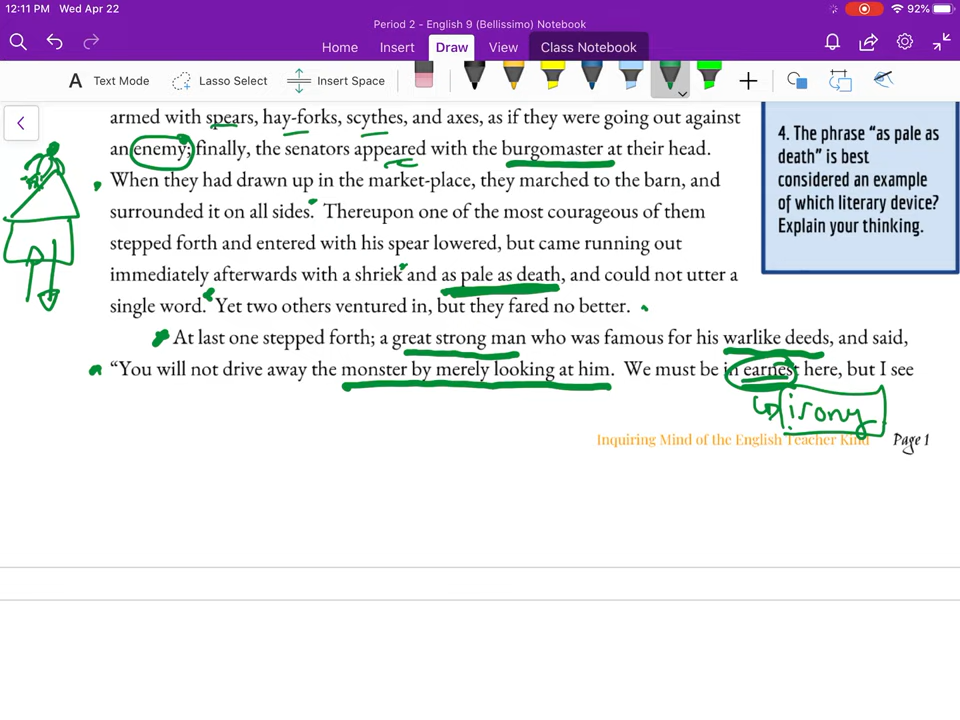 12:11 PM Wed Apr 22
92%
Period 2 - English 9 (Bellissimo) Notebook
Home Insert Draw View Class Notebook
Text Mode Lasso Select Insert Space
armed with spears, hay-forks, scythes, and axes, as if they were going out against
an enemy; finally, the senators appeared with the burgomaster at their head.
When they had drawn up in the market-place, they marched to the barn, and
surrounded it on all sides. Thereupon one of the most courageous of them
stepped forth and entered with his spear lowered, but came running out
immediately afterwards with a shriek and as pale as death, and could not utter a
single word. Yet two others ventured in, but they fared no better.
At last one stepped forth; a great strong man who was famous for his warlike deeds, and said,
“You will not drive away the monster by merely looking at him. We must be in earnest here, but I see
irony
Inquiring Mind of the English Teacher Kind Page 1
4. The phrase “as pale as
death” is best
considered an example
of which literary device?
Explain your thinking.